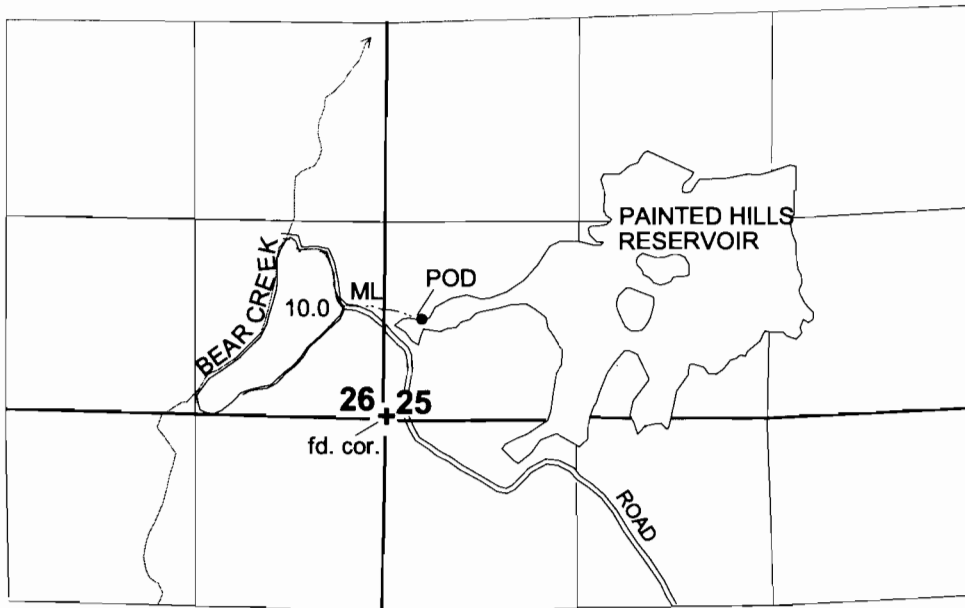 PAINTED HILLS
RESERVOIR
BEAR CREEK
10.0
ML
POD
26 25
fd. cor.
ROAD